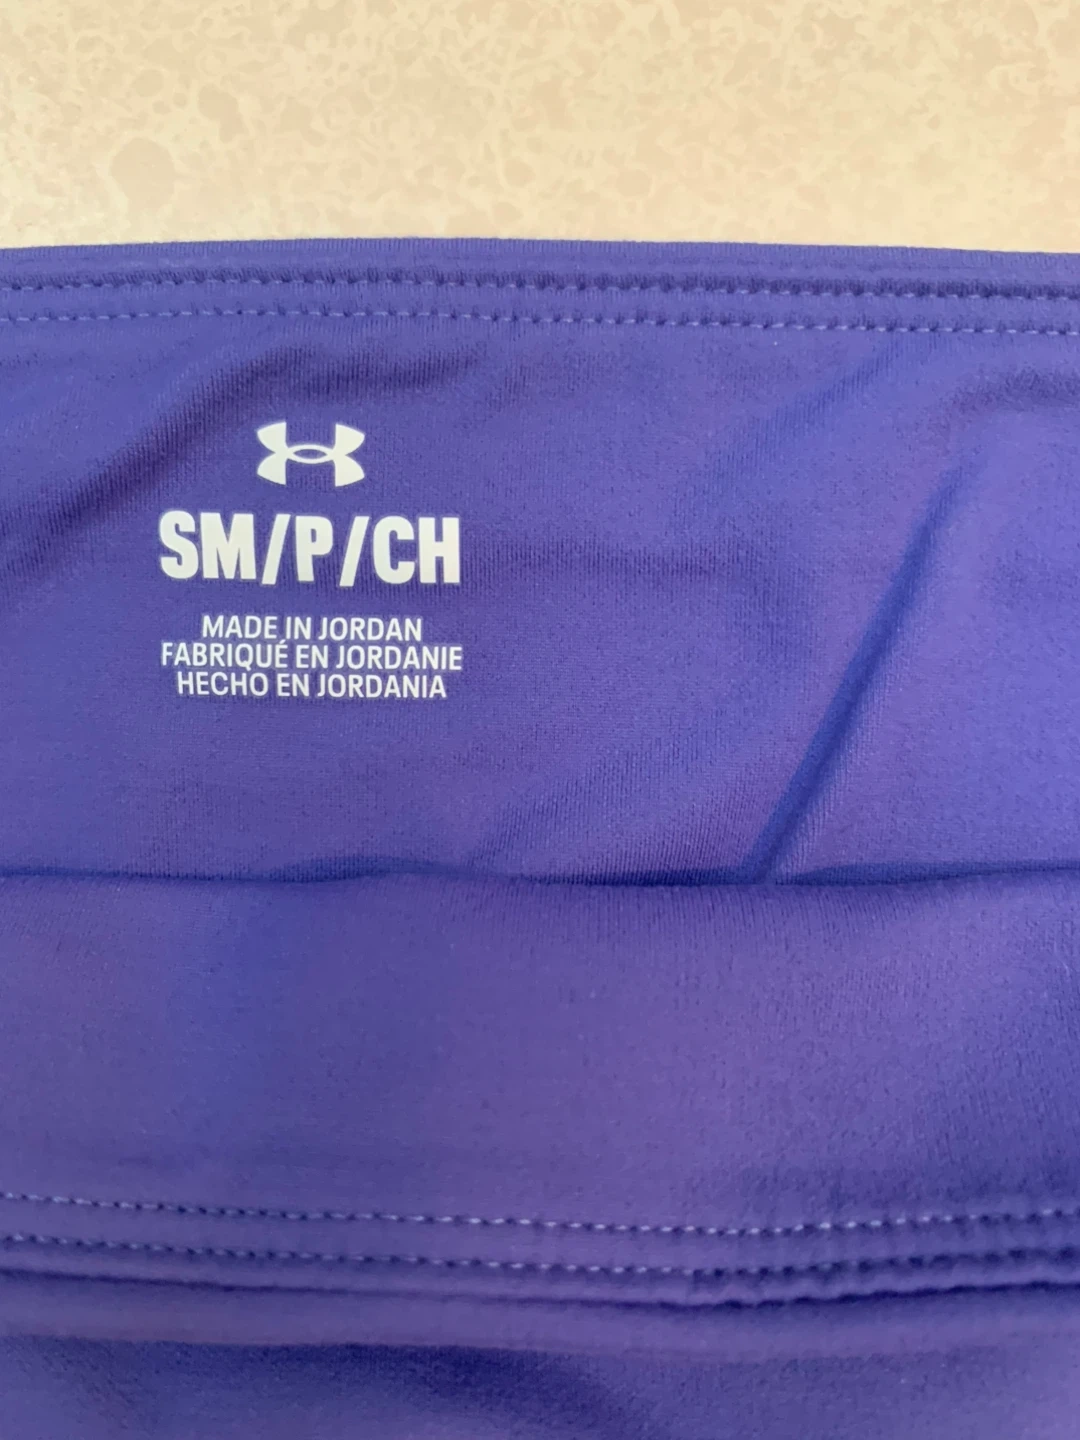 SM/P/CH
MADE IN JORDAN
FABRIQUÉ EN JORDANIE
HECHO EN JORDANIA